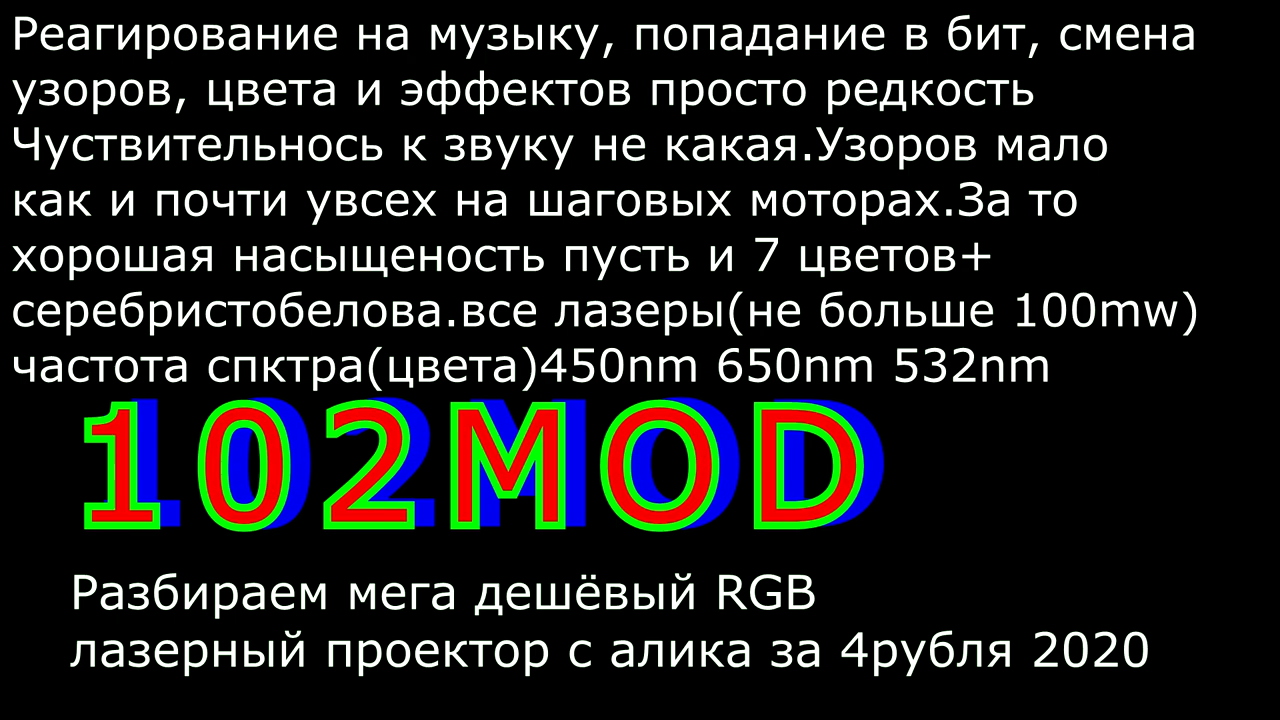 Реагирование на музыку, попадание в бит, смена
узоров, цвета и эффектов просто редкость
Чуствительнось к звуку не какая.Узоров мало
как и почти увсех на шаговых моторах.За то
хорошая насыщеность пусть и 7 цветов+
серебристобелова.все лазеры(не больше 100mw)
частота спктра(цвета)450nm 650nm 532nm
102MOD
Разбираем мега дешёвый RGB
лазерный проектор с алика за 4рубля 2020